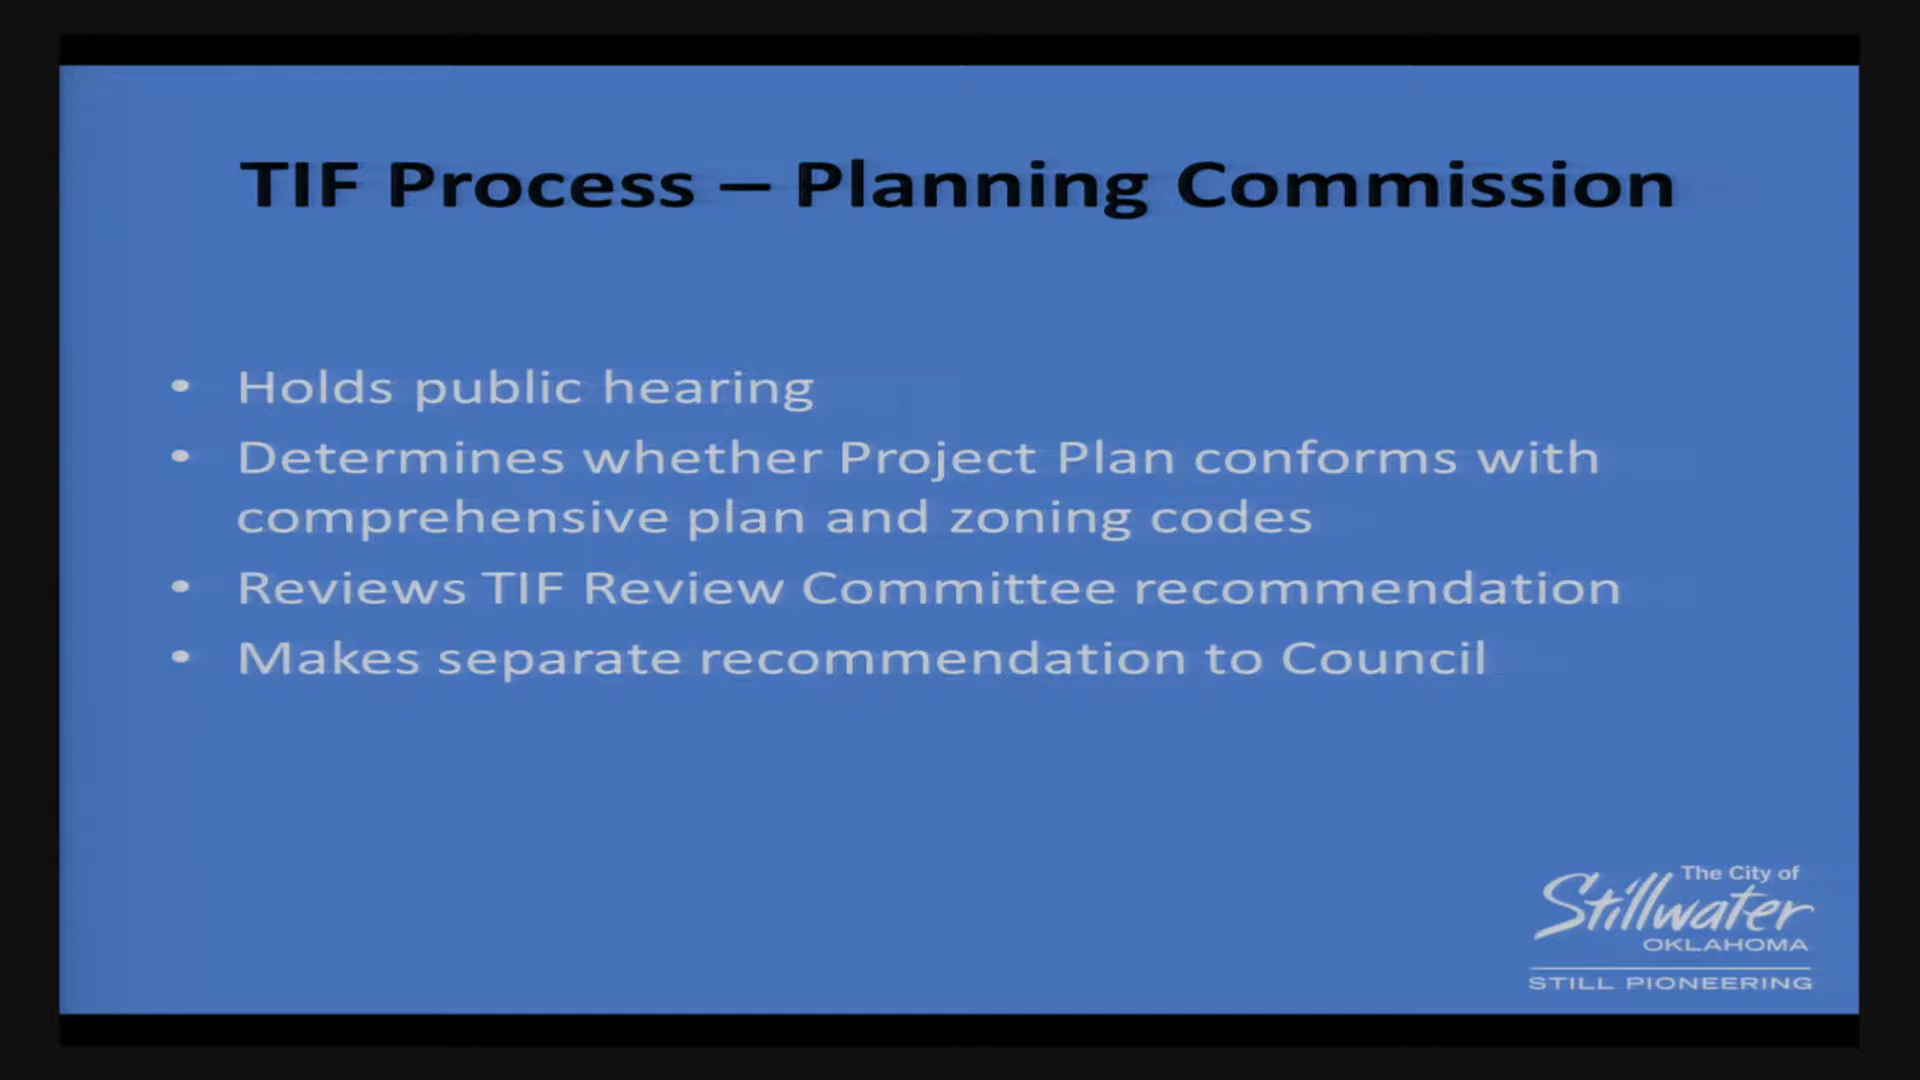 TIF Process – Planning Commission
• Holds public hearing
• Determines whether Project Plan conforms with
comprehensive plan and zoning codes
• Reviews TIF Review Committee recommendation
• Makes separate recommendation to Council
The City of
Stillwater
OKLAHOMA
STILL PIONEERING